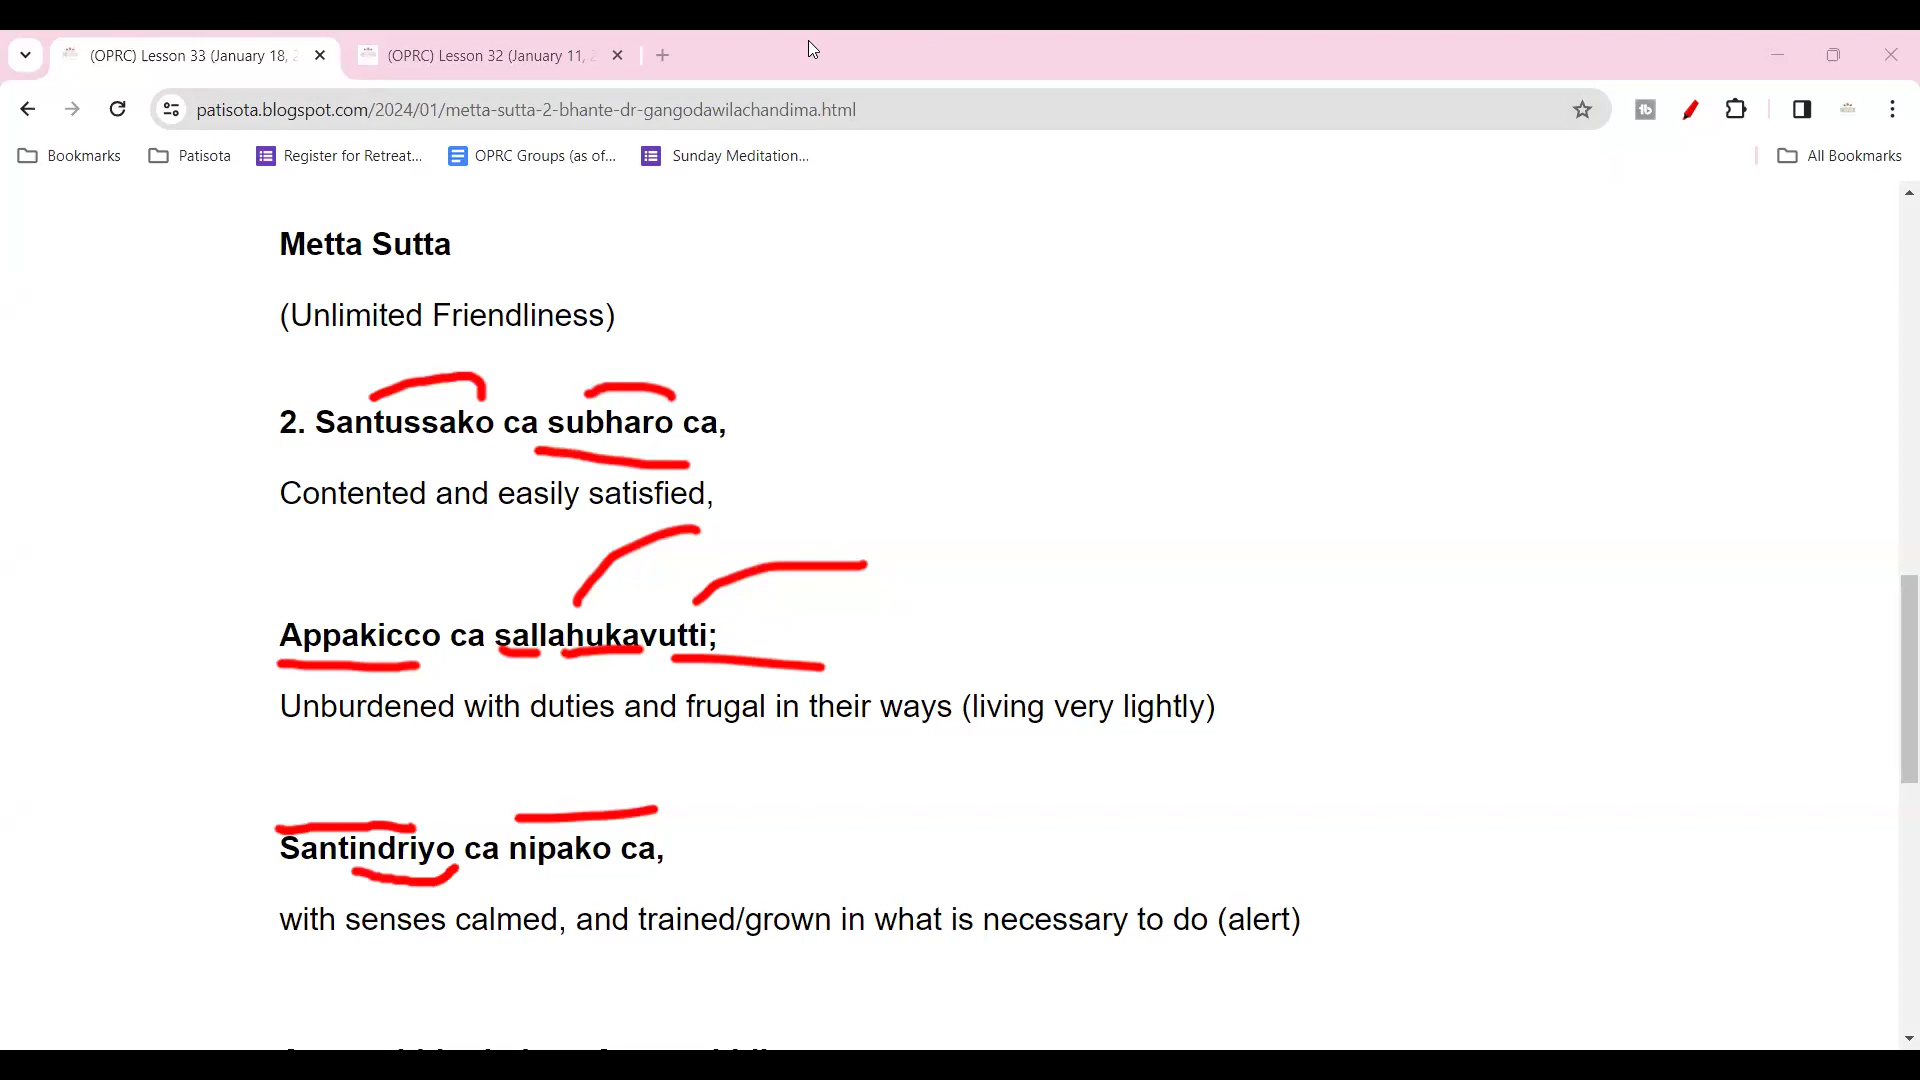 (OPRC) Lesson 33 (January 18,
(OPRC) Lesson 32 (January 11,
patisota.blogspot.com/2024/01/metta-sutta-2-bhante-dr-gangodawilachandima.html
Bookmarks Patisota Register for Retreat... OPRC Groups (as of... Sunday Meditation... All Bookmarks
Metta Sutta
(Unlimited Friendliness)
2. Santussako ca subharo ca,
Contented and easily satisfied,
Appakicco ca sallahukavutti;
Unburdened with duties and frugal in their ways (living very lightly)
Santindriyo ca nipako ca,
with senses calmed, and trained/grown in what is necessary to do (alert)